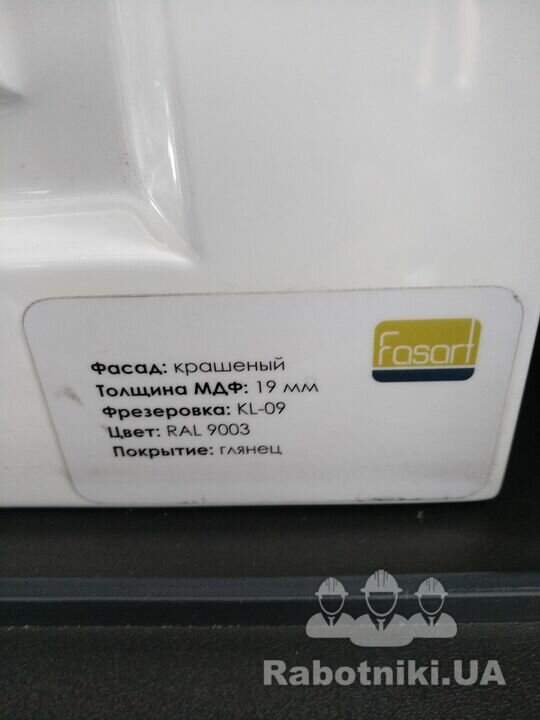 Fasart
Фасад: крашеный
Толщина МДФ: 19 мм
Фрезеровка: KL-09
Цвет: RAL 9003
Покрытие: глянец
Rabotniki.UA